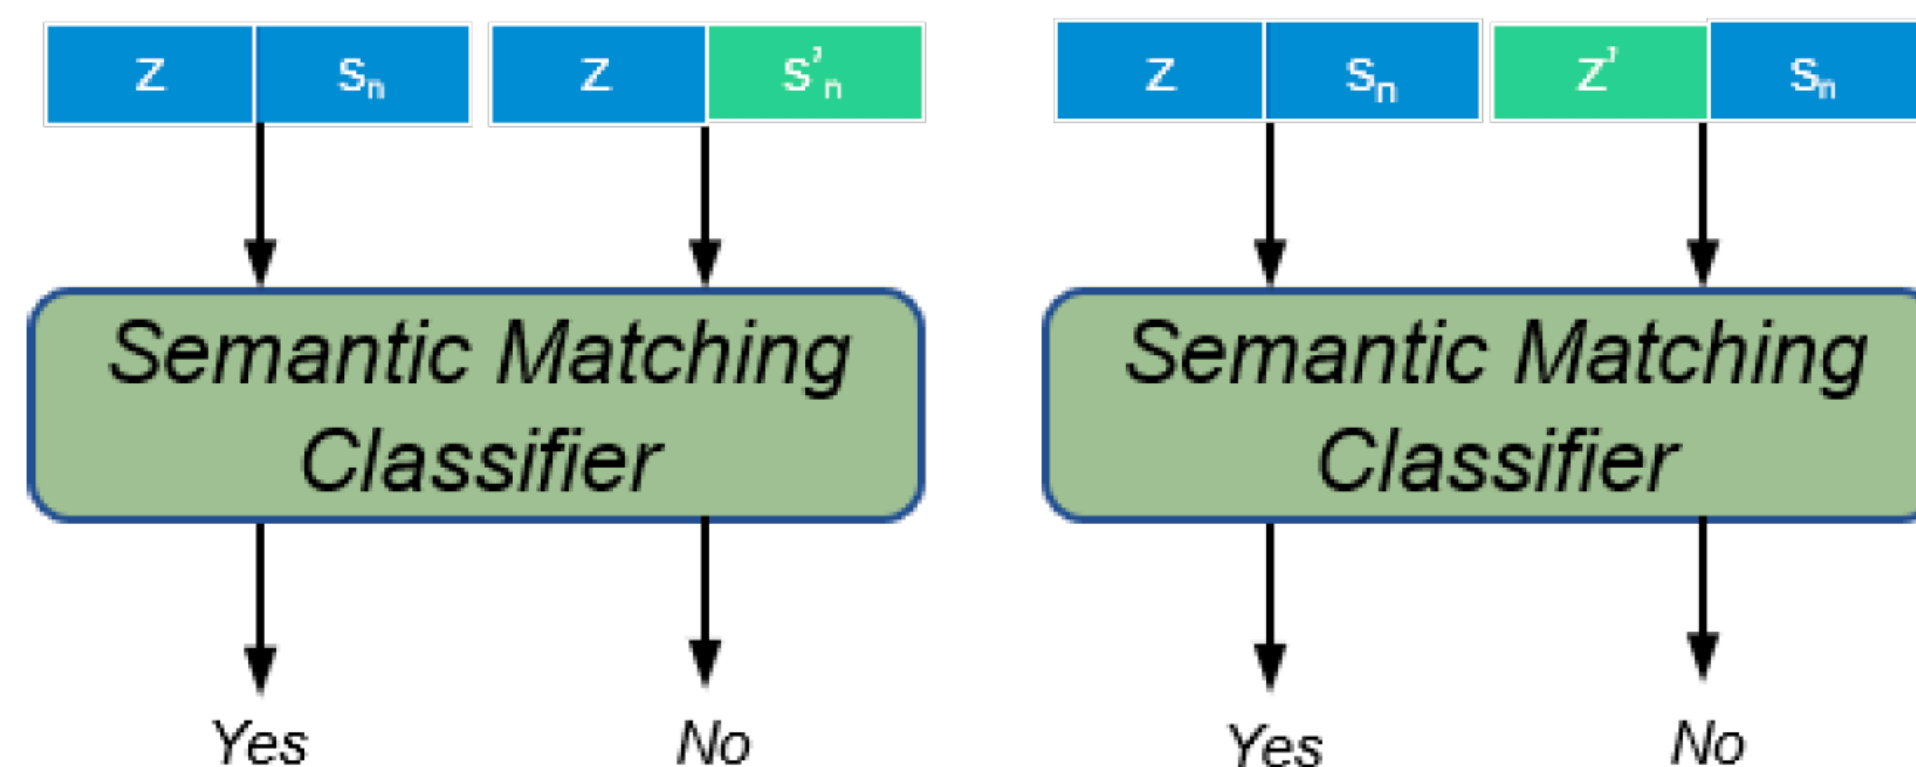 z sₙ z s’ₙ z sₙ z’ sₙ
Semantic Matching
Classifier
Semantic Matching
Classifier
Yes No Yes No